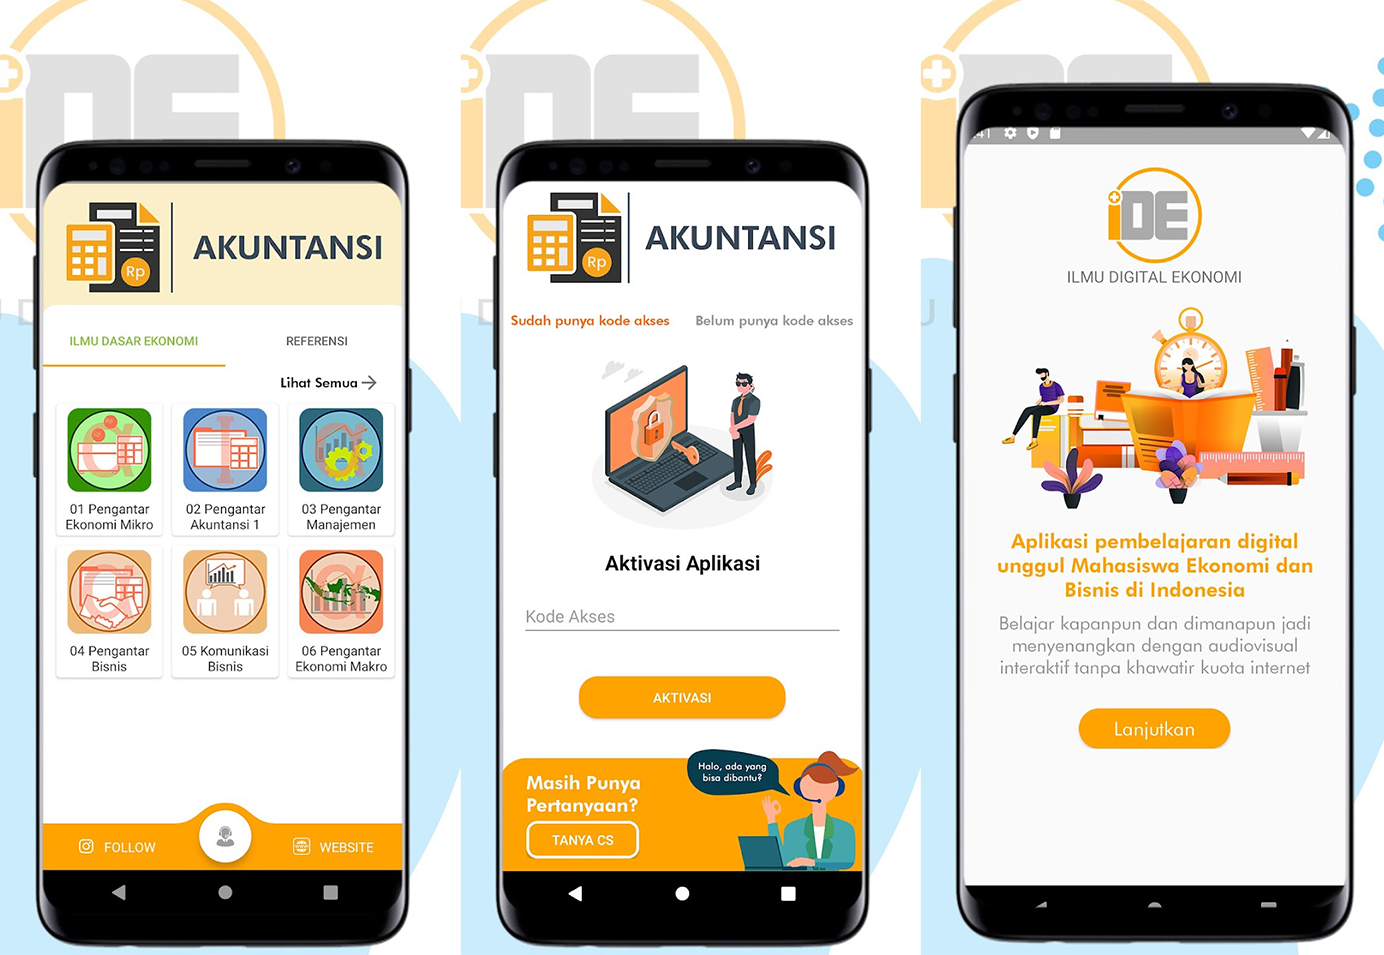 iDE
AKUNTANSI
Rp
ILMU DASAR EKONOMI
REFERENSI
Lihat Semua
01 Pengantar
Ekonomi Mikro
02 Pengantar
Akuntansi 1
03 Pengantar
Manajemen
04 Pengantar
Bisnis
05 Komunikasi
Bisnis
06 Pengantar
Ekonomi Makro
FOLLOW
WEBSITE
iDE
AKUNTANSI
Rp
Sudah punya kode akses
Belum punya kode akses
Aktivasi Aplikasi
Kode Akses
AKTIVASI
Halo, ada yang
bisa dibantu?
Masih Punya
Pertanyaan?
TANYA CS
iDE
iDE
ILMU DIGITAL EKONOMI
Aplikasi pembelajaran digital
unggul Mahasiswa Ekonomi dan
Bisnis di Indonesia
Belajar kapanpun dan dimanapun jadi
menyenangkan dengan audiovisual
interaktif tanpa khawatir kuota internet
Lanjutkan